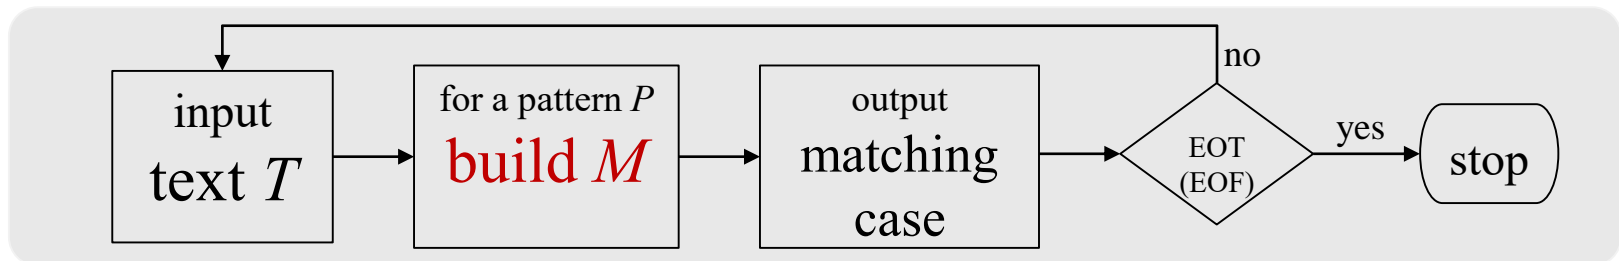 input
text T
for a pattern P
build M
output
matching
case
EOT
(EOF)
no
yes
stop